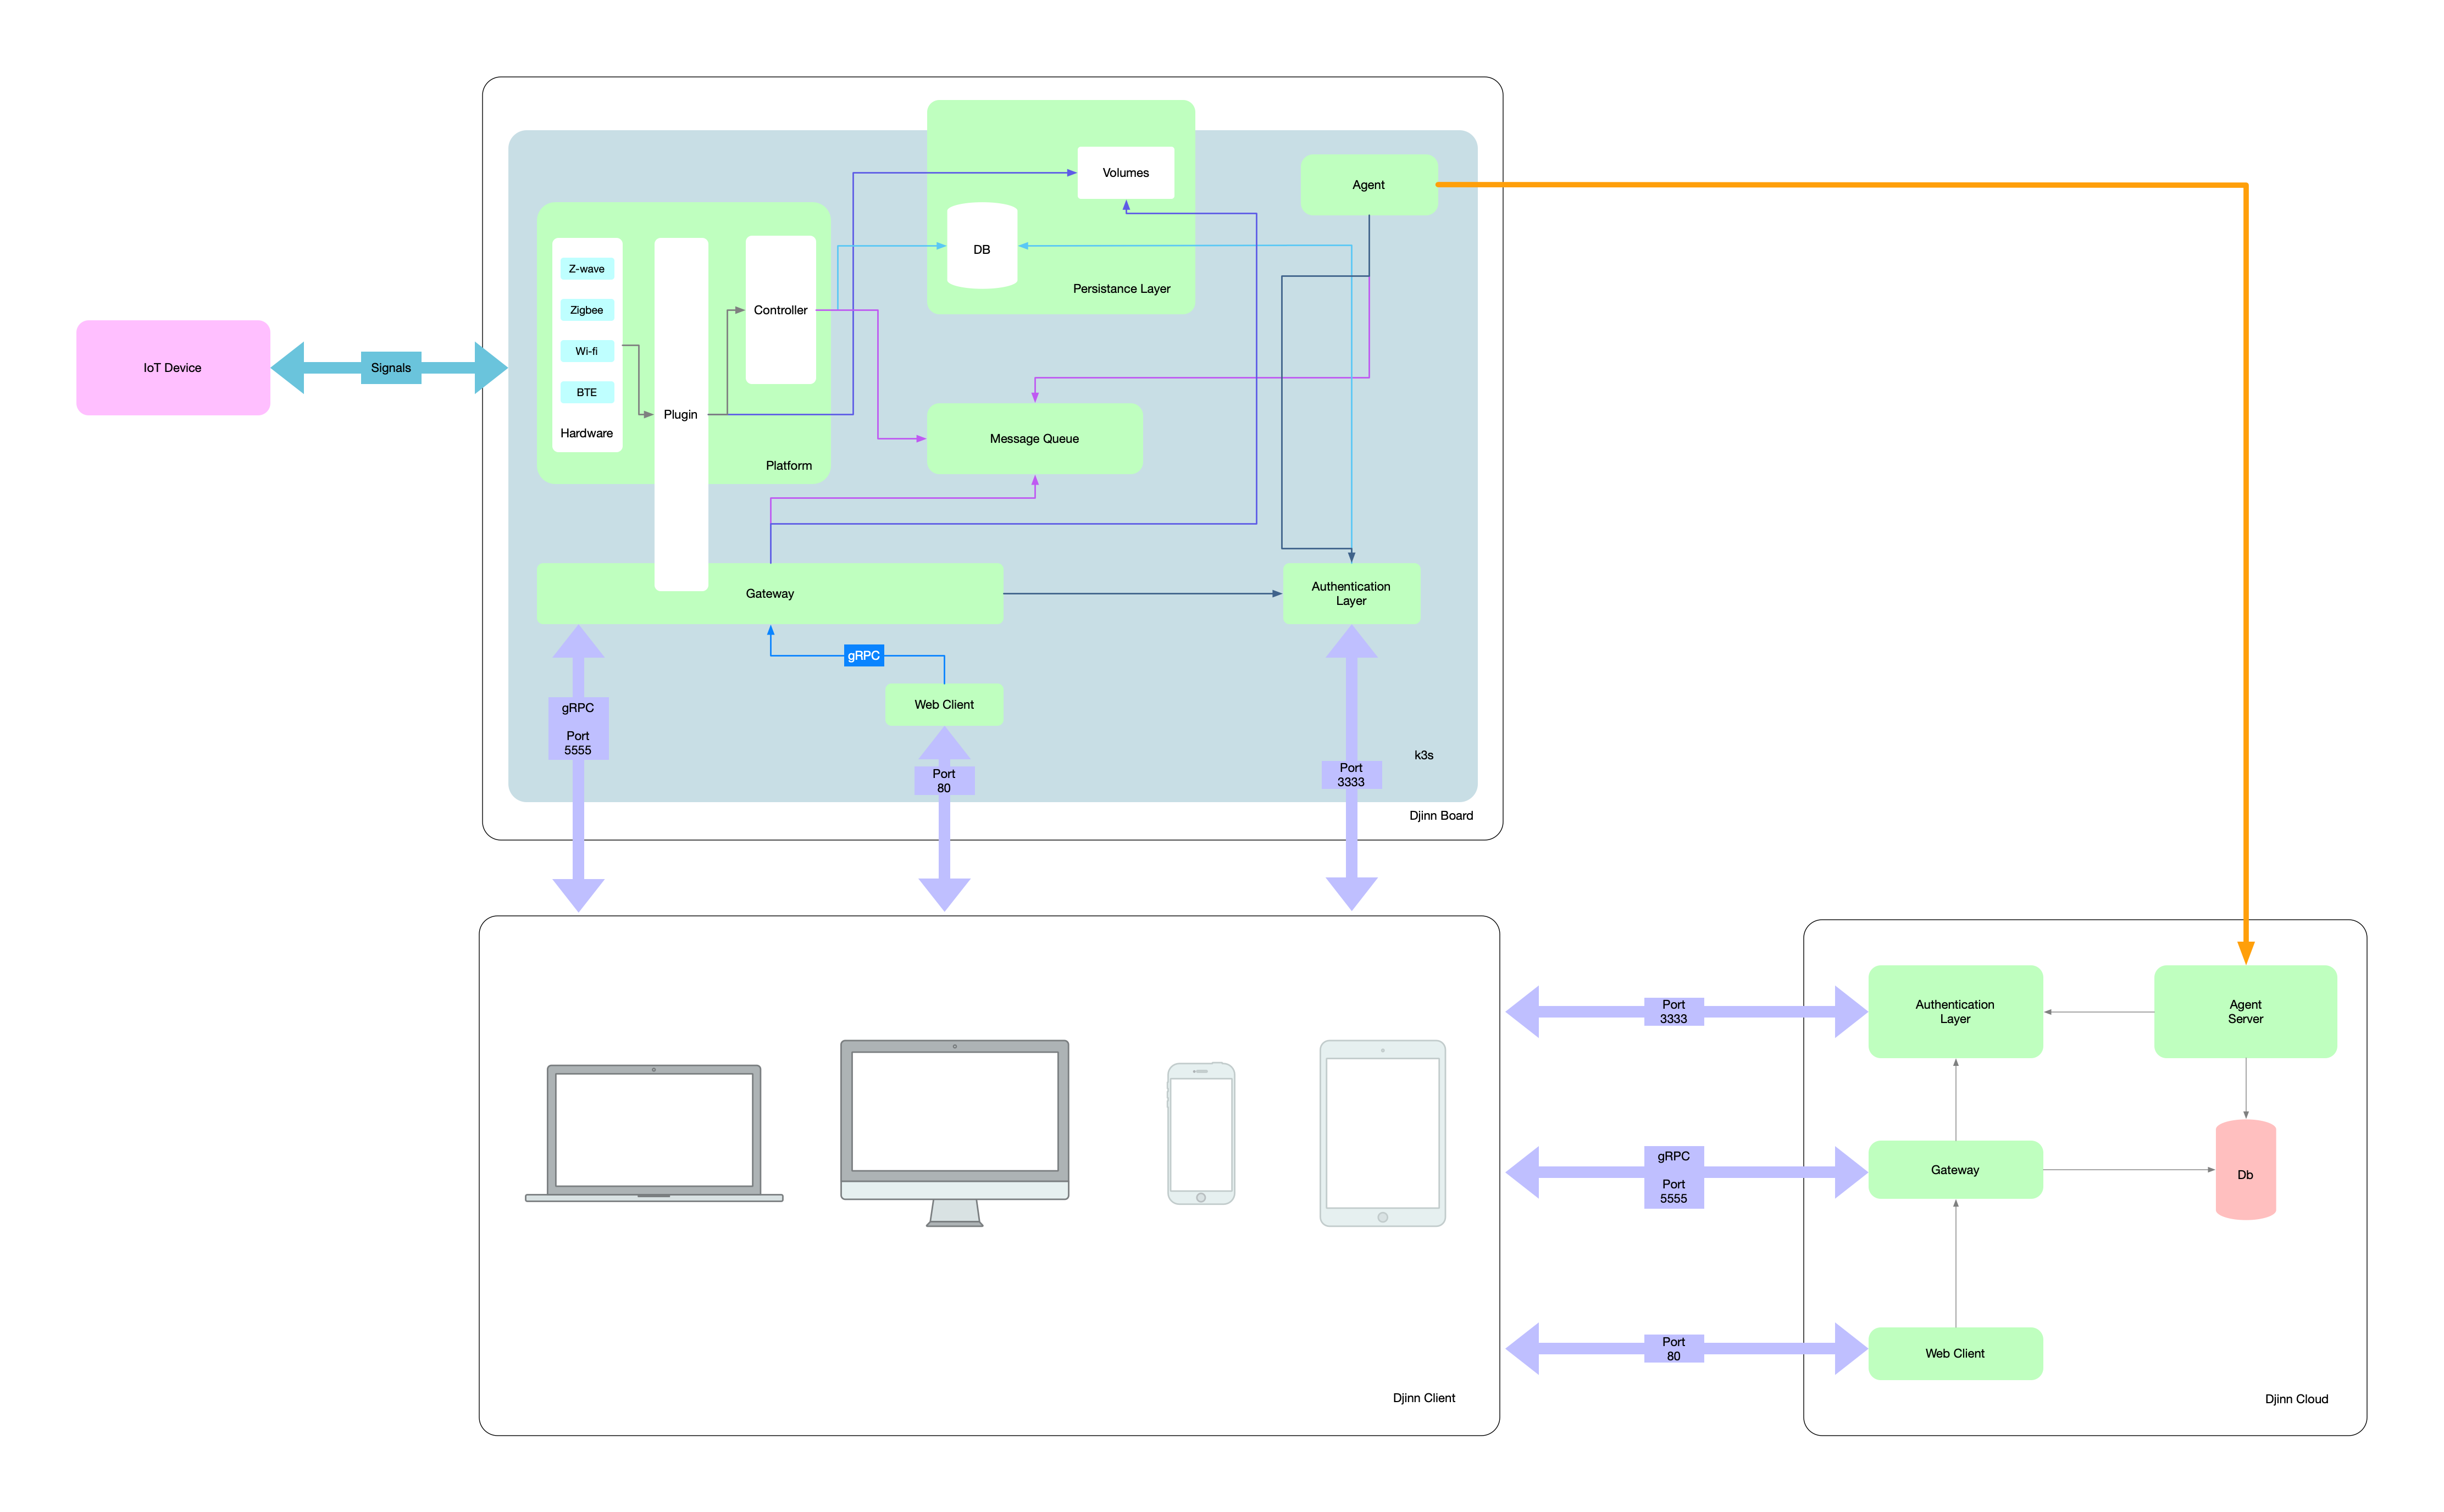 Volumes
Agent
DB
Persistance Layer
Z-wave
Zigbee
Wi-fi
BTE
Hardware
Plugin
Controller
Platform
IoT Device
Signals
Message Queue
Gateway
Authentication
Layer
gRPC
Web Client
gRPC
Port
5555
Port
80
Port
3333
k3s
Djinn Board
Djinn Client
Port
3333
gRPC
Port
5555
Port
80
Authentication
Layer
Agent
Server
Gateway
Db
Web Client
Djinn Cloud